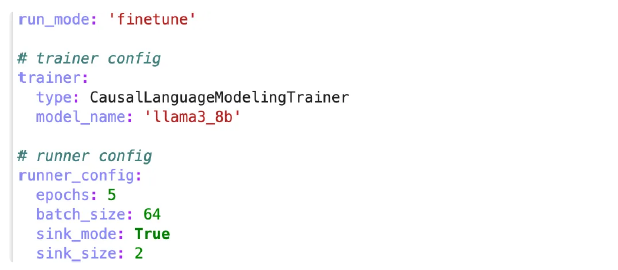 run_mode: 'finetune'
# trainer config
trainer:
  type: CausalLanguageModelingTrainer
  model_name: 'llama3_8b'
# runner config
runner_config:
  epochs: 5
  batch_size: 64
  sink_mode: True
  sink_size: 2